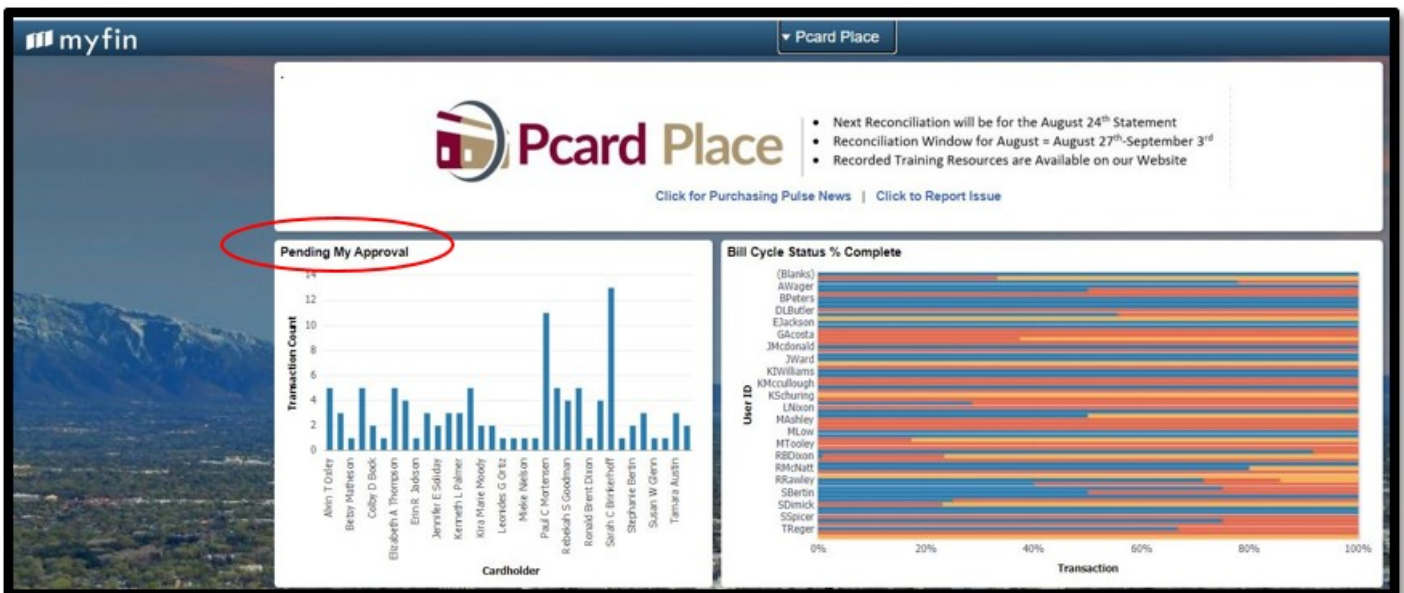 myfin
▾ Pcard Place
Pcard Place
• Next Reconciliation will be for the August 24th Statement
• Reconciliation Window for August = August 27th-September 3rd
• Recorded Training Resources are Available on our Website
Click for Purchasing Pulse News | Click to Report Issue
Pending My Approval
14
12
10
8
6
4
2
0
Transaction Count
Alvin T Oxley
Betsy Matheson
Colby D Bock
Elizabeth A Thompson
Erin R Jackson
Jennifer E Soliday
Kenneth L Palmer
Kira Marie Moody
Leonides G Ortiz
Mieke Nielson
Paul C Mortensen
Rebekah S Goodman
Ronald Brent Dixon
Sarah C Brinkerhoff
Stephanie Bertin
Susan W Glenn
Tamara Austin
Cardholder
Bill Cycle Status % Complete
User ID
(Blanks)
AWager
BPeters
DLButler
EJackson
GAcosta
JMcdonald
JWard
KIWilliams
KMccullough
KSchuring
LNixon
MAshley
MLow
MTooley
RBDixon
RMcNatt
RRawley
SBertin
SDimick
SSpicer
TReger
0% 20% 40% 60% 80% 100%
Transaction